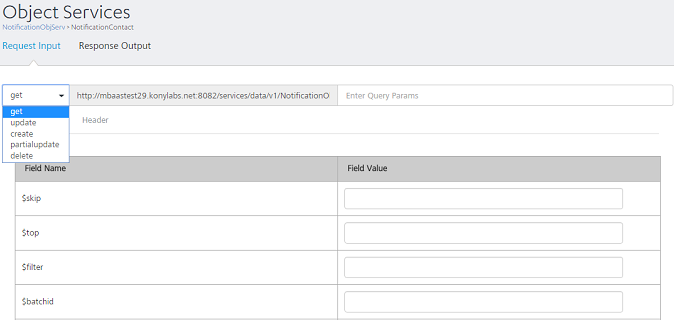 Object Services
NotificationObjServ▸ NotificationContact
Request Input Response Output
get http://mbaastest29.konylabs.net:8082/services/data/v1/NotificationO Enter Query Params
get
update
create
partialupdate
delete
Header
Field Name Field Value
$skip
$top
$filter
$batchid